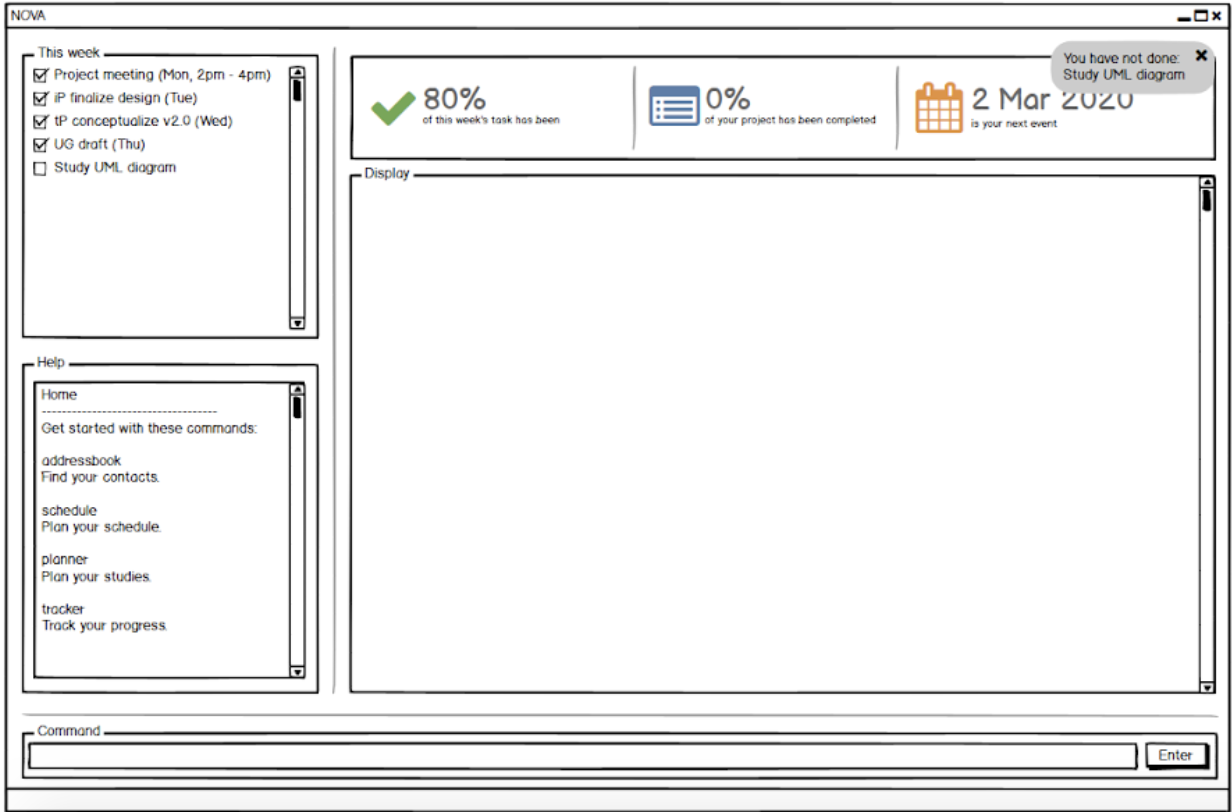 NOVA
This week
Project meeting (Mon, 2pm - 4pm)
iP finalize design (Tue)
tP conceptualize v2.0 (Wed)
UG draft (Thu)
Study UML diagram
Help
Home
-----------------------------------
Get started with these commands:
addressbook
Find your contacts.
schedule
Plan your schedule.
planner
Plan your studies.
tracker
Track your progress.
80%
of this week's task has been
0%
of your project has been completed
2 Mar 2020
is your next event
You have not done:
Study UML diagram
Display
Command
Enter